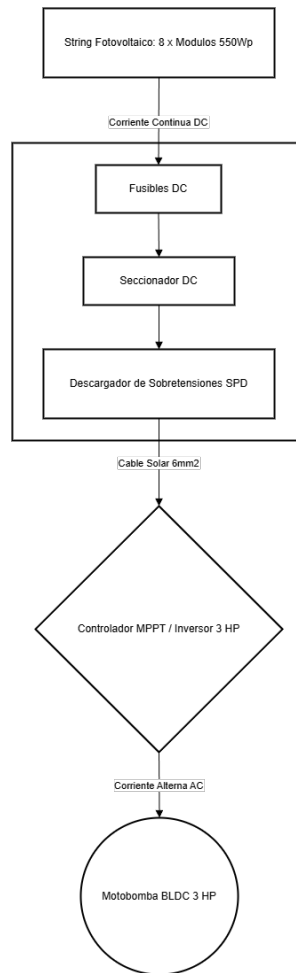 String Fotovoltaico: 8 x Modulos 550Wp
Corriente Continua DC
Fusibles DC
Seccionador DC
Descargador de Sobretensiones SPD
Cable Solar 6mm2
Controlador MPPT / Inversor 3 HP
Corriente Alterna AC
Motobomba BLDC 3 HP